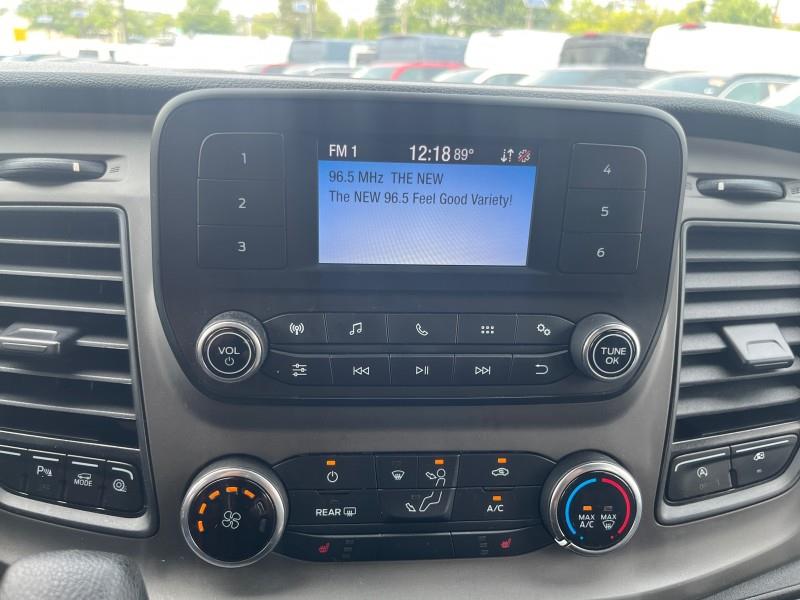 FM 1 12:18 89°
96.5 MHz THE NEW
The NEW 96.5 Feel Good Variety!
1
2
3
4
5
6
VOL
TUNE
OK
P
MODE
REAR
A/C
MAX
A/C
MAX
A